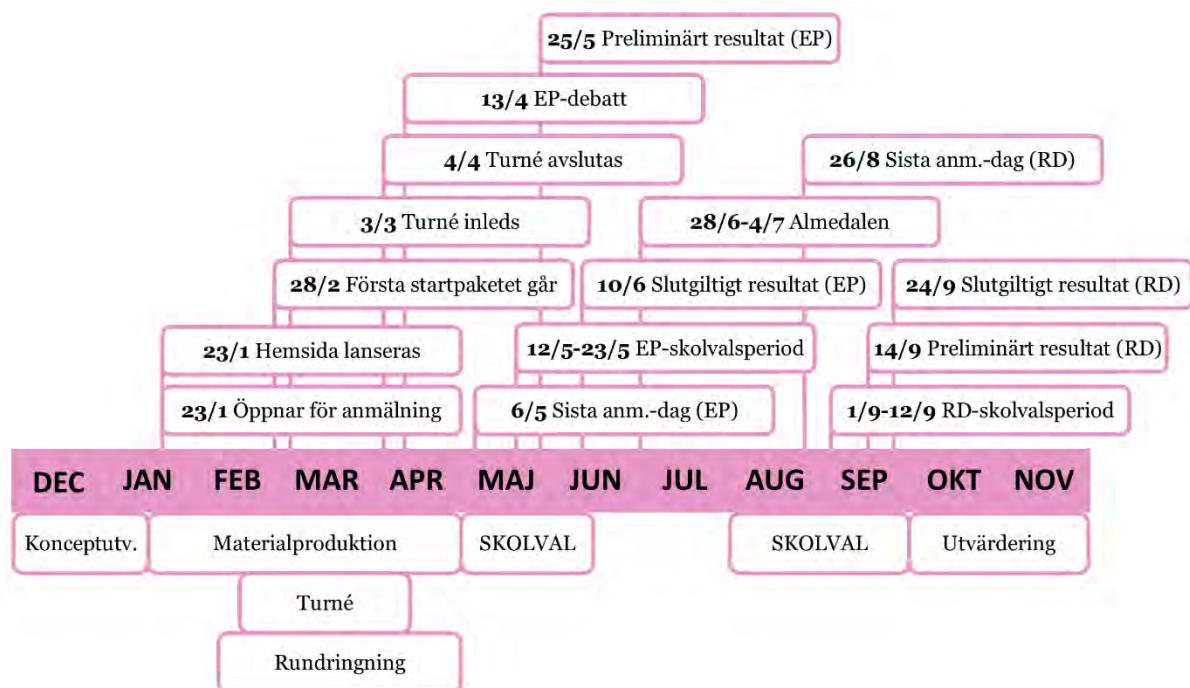 25/5 Preliminärt resultat (EP)
13/4 EP-debatt
4/4 Turné avslutas
26/8 Sista anm.-dag (RD)
3/3 Turné inleds
28/6-4/7 Almedalen
28/2 Första startpaketet går
10/6 Slutgiltigt resultat (EP)
24/9 Slutgiltigt resultat (RD)
23/1 Hemsida lanseras
12/5-23/5 EP-skolvalsperiod
14/9 Preliminärt resultat (RD)
23/1 Öppnar för anmälning
6/5 Sista anm.-dag (EP)
1/9-12/9 RD-skolvalsperiod
DEC JAN FEB MAR APR MAJ JUN JUL AUG SEP OKT NOV
Konceptutv. Materialproduktion SKOLVAL SKOLVAL Utvärdering
Turné
Rundringning